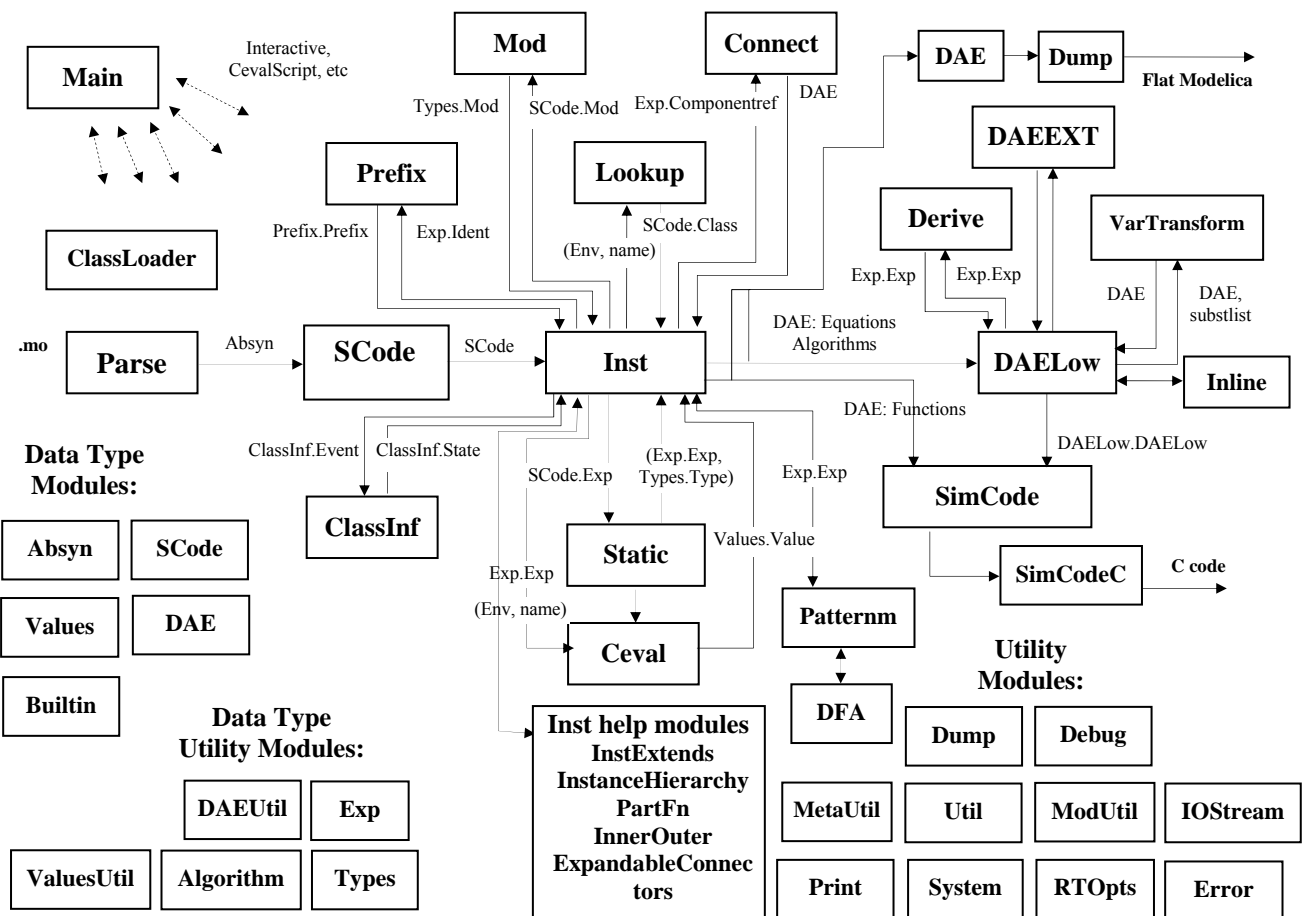 Main
Interactive,
CevalScript, etc
Mod
Connect
DAE
Dump
Flat Modelica
Types.Mod
SCode.Mod
Exp.Componentref
DAE
DAEEXT
Prefix
Lookup
Derive
VarTransform
Prefix.Prefix
Exp.Ident
SCode.Class
(Env, name)
ClassLoader
Exp.Exp
Exp.Exp
DAE
DAE,
substlist
.mo
Parse
Absyn
SCode
SCode
Inst
DAE: Equations
Algorithms
DAELow
Inline
DAE: Functions
DAELow.DAELow
Data Type
Modules:
ClassInf.Event
ClassInf.State
SCode.Exp
(Exp.Exp,
Types.Type)
Exp.Exp
SimCode
ClassInf
Absyn
SCode
Static
Values.Value
SimCodeC
C code
Exp.Exp
(Env, name)
Values
DAE
Ceval
Patternm
Utility
Modules:
Builtin
Data Type
Utility Modules:
Inst help modules
InstExtends
InstanceHierarchy
PartFn
InnerOuter
ExpandableConnec
tors
DFA
Dump
Debug
DAEUtil
Exp
MetaUtil
Util
ModUtil
IOStream
ValuesUtil
Algorithm
Types
Print
System
RTOpts
Error